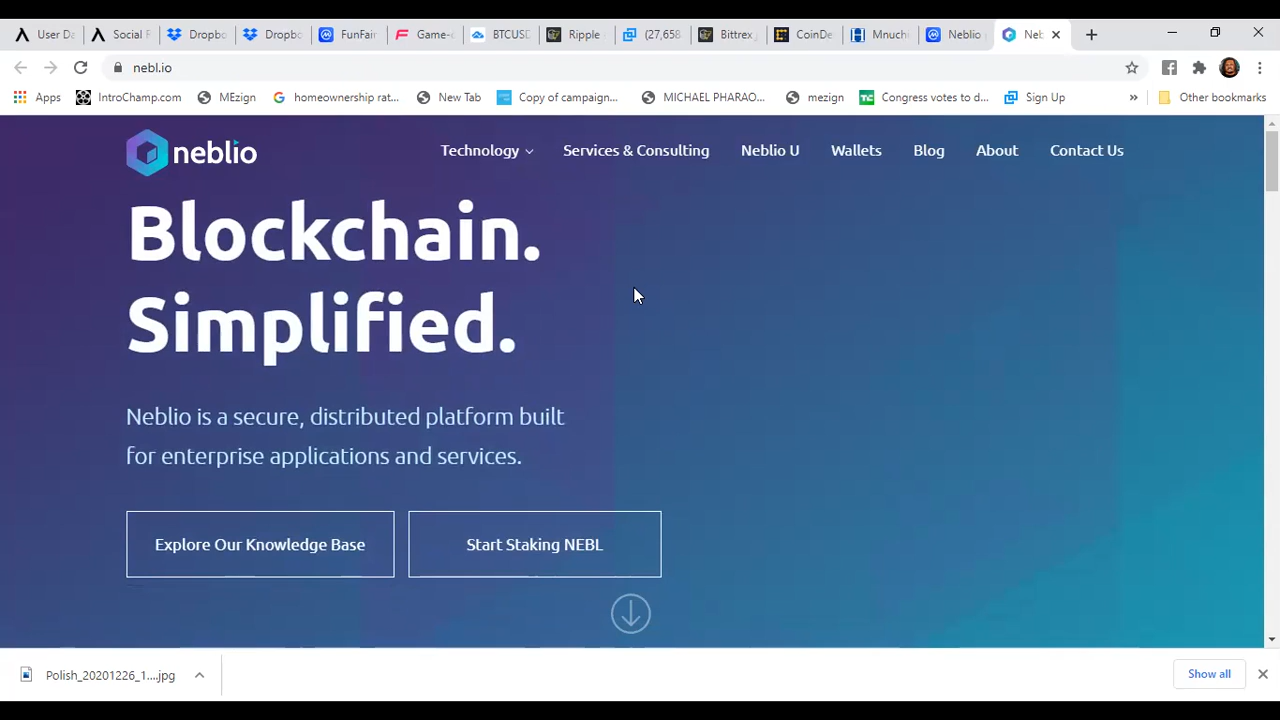 User D
Social F
Dropbo
Dropbo
FunFair
Game-
BTCUSD
Ripple
(27,658
Bittrex
CoinDe
Mnuch
Neblio
Neb
nebl.io
Apps
IntroChamp.com
MEzign
homeownership rat...
New Tab
Copy of campaign...
MICHAEL PHARAO...
mezign
Congress votes to d...
Sign Up
»
Other bookmarks
neblio
Technology
Services & Consulting
Neblio U
Wallets
Blog
About
Contact Us
Blockchain.
Simplified.
Neblio is a secure, distributed platform built
for enterprise applications and services.
Explore Our Knowledge Base
Start Staking NEBL
Polish_20201226_1....jpg
Show all